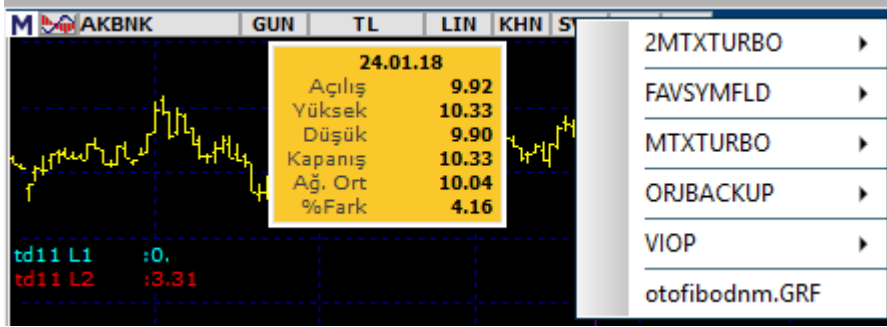 M AKBNK GUN TL LIN KHN
24.01.18
Açılış 9.92
Yüksek 10.33
Düşük 9.90
Kapanış 10.33
Ağ. Ort 10.04
%Fark 4.16
td11 L1 :0.
td11 L2 :3.31
2MTXTURBO
FAVSYMFLD
MTXTURBO
ORJBACKUP
VIOP
otofibodnm.GRF